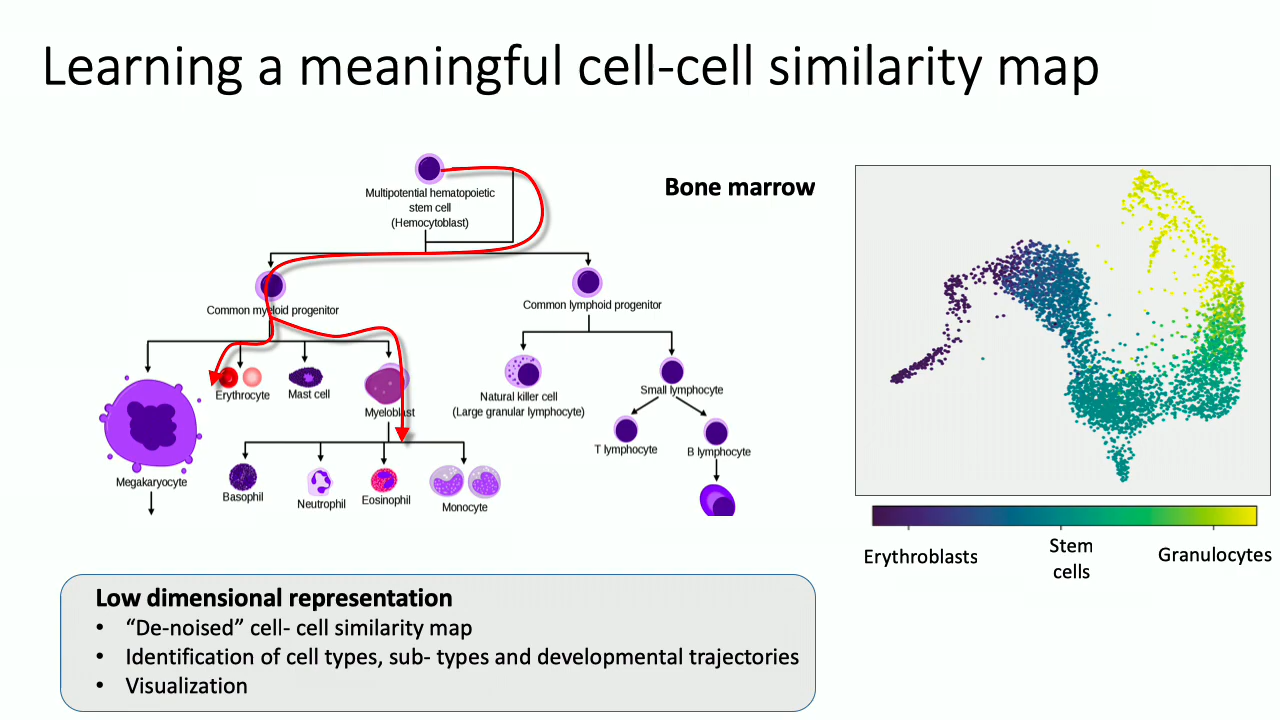 Learning a meaningful cell-cell similarity map
Multipotential hematopoietic
stem cell
(Hemocytoblast)
Bone marrow
Common myeloid progenitor
Common lymphoid progenitor
Erythrocyte
Mast cell
Myeloblast
Natural killer cell
(Large granular lymphocyte)
Small lymphocyte
T lymphocyte
B lymphocyte
Megakaryocyte
Basophil
Neutrophil
Eosinophil
Monocyte
Erythroblasts
Stem
cells
Granulocytes
Low dimensional representation
• “De-noised” cell- cell similarity map
• Identification of cell types, sub- types and developmental trajectories
• Visualization